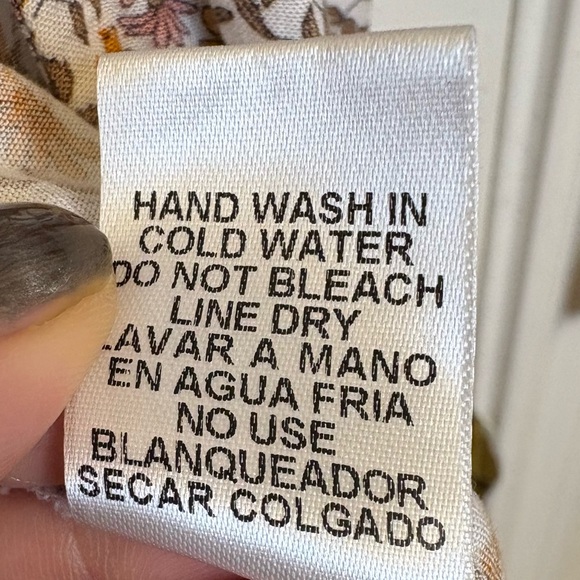 HAND WASH IN
COLD WATER
DO NOT BLEACH
LINE DRY
LAVAR A MANO
EN AGUA FRIA
NO USE
BLANQUEADOR
SECAR COLGADO